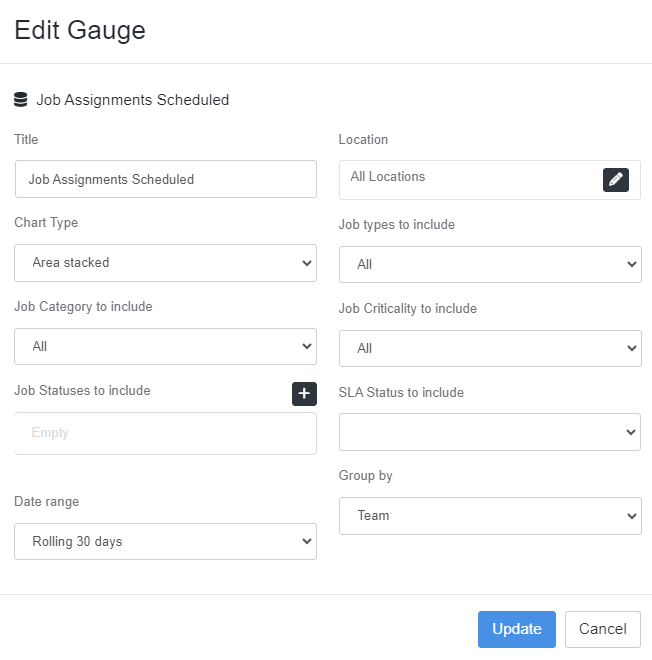 Edit Gauge
Job Assignments Scheduled
Title
Job Assignments Scheduled
Location
All Locations
Chart Type
Area stacked
Job types to include
All
Job Category to include
All
Job Criticality to include
All
Job Statuses to include
Empty
SLA Status to include
Group by
Team
Date range
Rolling 30 days
Update
Cancel